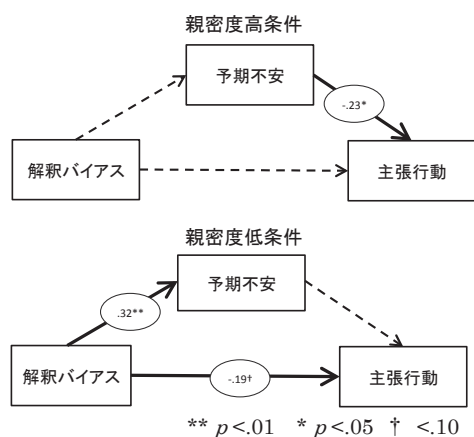 親密度高条件
予期不安
-.23*
解釈バイアス
主張行動
親密度低条件
予期不安
.32**
解釈バイアス
-.19†
主張行動
** p<.01 * p<.05 † <.10